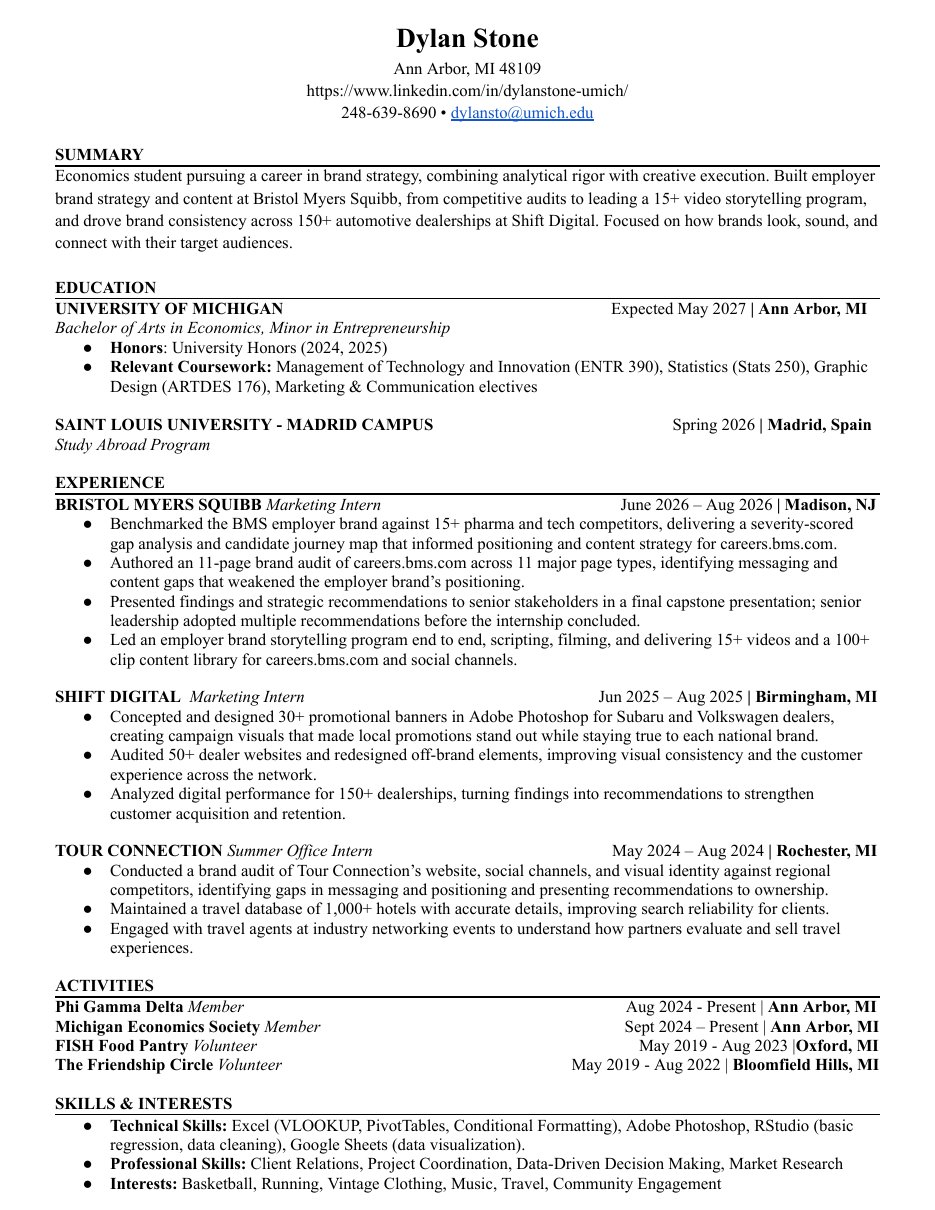 Dylan Stone
Ann Arbor, MI 48109
https://www.linkedin.com/in/dylanstone-umich/
248-639-8690 • dylansto@umich.edu
SUMMARY
Economics student pursuing a career in brand strategy, combining analytical rigor with creative execution. Built employer
brand strategy and content at Bristol Myers Squibb, from competitive audits to leading a 15+ video storytelling program,
and drove brand consistency across 150+ automotive dealerships at Shift Digital. Focused on how brands look, sound, and
connect with their target audiences.
EDUCATION
UNIVERSITY OF MICHIGAN Expected May 2027 | Ann Arbor, MI
Bachelor of Arts in Economics, Minor in Entrepreneurship
● Honors: University Honors (2024, 2025)
● Relevant Coursework: Management of Technology and Innovation (ENTR 390), Statistics (Stats 250), Graphic
Design (ARTDES 176), Marketing & Communication electives
SAINT LOUIS UNIVERSITY - MADRID CAMPUS Spring 2026 | Madrid, Spain
Study Abroad Program
EXPERIENCE
BRISTOL MYERS SQUIBB Marketing Intern June 2026 – Aug 2026 | Madison, NJ
● Benchmarked the BMS employer brand against 15+ pharma and tech competitors, delivering a severity-scored
gap analysis and candidate journey map that informed positioning and content strategy for careers.bms.com.
● Authored an 11-page brand audit of careers.bms.com across 11 major page types, identifying messaging and
content gaps that weakened the employer brand’s positioning.
● Presented findings and strategic recommendations to senior stakeholders in a final capstone presentation; senior
leadership adopted multiple recommendations before the internship concluded.
● Led an employer brand storytelling program end to end, scripting, filming, and delivering 15+ videos and a 100+
clip content library for careers.bms.com and social channels.
SHIFT DIGITAL Marketing Intern Jun 2025 – Aug 2025 | Birmingham, MI
● Concepted and designed 30+ promotional banners in Adobe Photoshop for Subaru and Volkswagen dealers,
creating campaign visuals that made local promotions stand out while staying true to each national brand.
● Audited 50+ dealer websites and redesigned off-brand elements, improving visual consistency and the customer
experience across the network.
● Analyzed digital performance for 150+ dealerships, turning findings into recommendations to strengthen
customer acquisition and retention.
TOUR CONNECTION Summer Office Intern May 2024 – Aug 2024 | Rochester, MI
● Conducted a brand audit of Tour Connection’s website, social channels, and visual identity against regional
competitors, identifying gaps in messaging and positioning and presenting recommendations to ownership.
● Maintained a travel database of 1,000+ hotels with accurate details, improving search reliability for clients.
● Engaged with travel agents at industry networking events to understand how partners evaluate and sell travel
experiences.
ACTIVITIES
Phi Gamma Delta Member Aug 2024 - Present | Ann Arbor, MI
Michigan Economics Society Member Sept 2024 – Present | Ann Arbor, MI
FISH Food Pantry Volunteer May 2019 - Aug 2023 |Oxford, MI
The Friendship Circle Volunteer May 2019 - Aug 2022 | Bloomfield Hills, MI
SKILLS & INTERESTS
● Technical Skills: Excel (VLOOKUP, PivotTables, Conditional Formatting), Adobe Photoshop, RStudio (basic
regression, data cleaning), Google Sheets (data visualization).
● Professional Skills: Client Relations, Project Coordination, Data-Driven Decision Making, Market Research
● Interests: Basketball, Running, Vintage Clothing, Music, Travel, Community Engagement